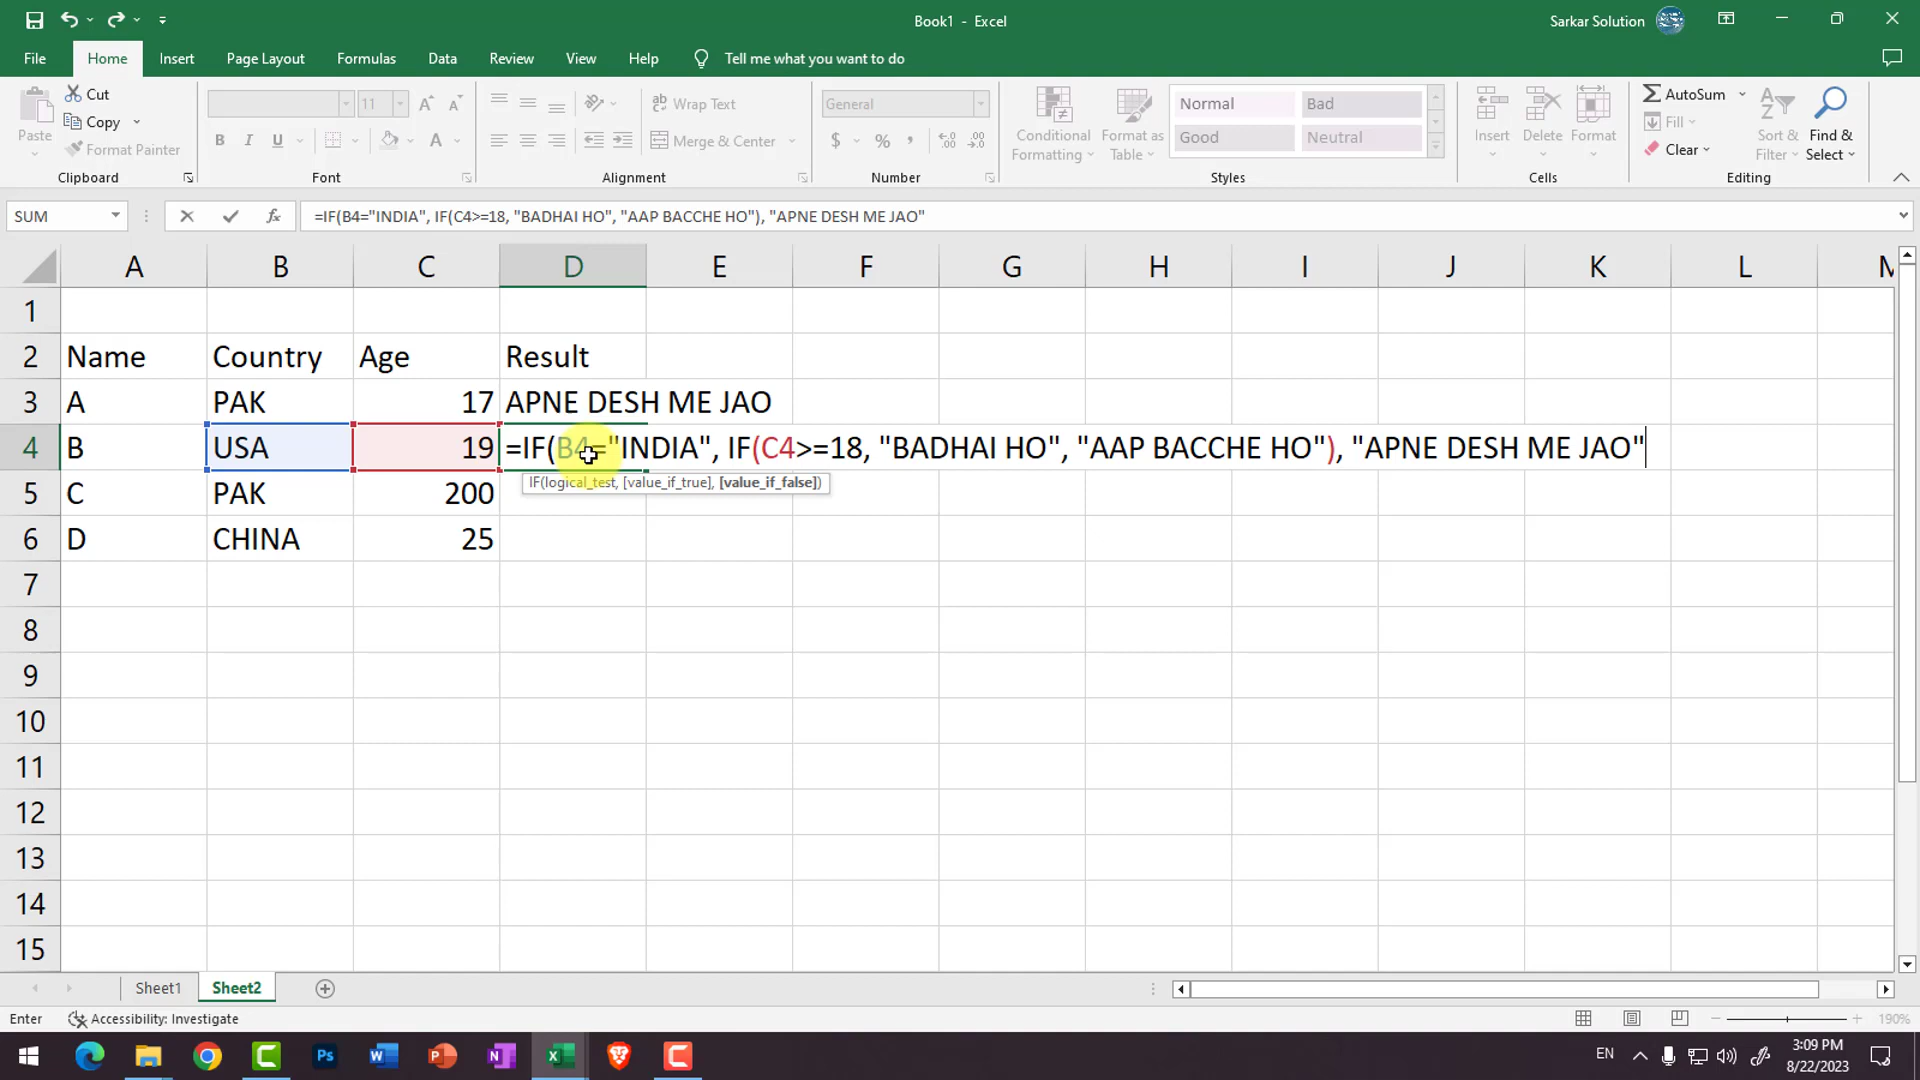 Book1 - Excel
Sarkar Solution
File Home Insert Page Layout Formulas Data Review View Help Tell me what you want to do
Paste
Cut
Copy
Format Painter
Clipboard
11
B I U
A
Font
Wrap Text
Merge & Center
Alignment
General
$ % ,
Number
Conditional Formatting
Format as Table
Normal Bad
Good Neutral
Styles
Insert Delete Format
Cells
AutoSum
Fill
Clear
Sort & Filter
Find & Select
Editing
SUM fx =IF(B4="INDIA", IF(C4>=18, "BADHAI HO", "AAP BACCHE HO"), "APNE DESH ME JAO"
A B C D E F G H I J K L M
1
2 Name Country Age Result
3 A PAK 17 APNE DESH ME JAO
4 B USA 19 =IF(B4="INDIA", IF(C4>=18, "BADHAI HO", "AAP BACCHE HO"), "APNE DESH ME JAO"
IF(logical_test, [value_if_true], [value_if_false])
5 C PAK 200
6 D CHINA 25
7
8
9
10
11
12
13
14
15
Sheet1 Sheet2
Enter Accessibility: Investigate 190%
Ps W P N X
EN 3:09 PM
8/22/2023